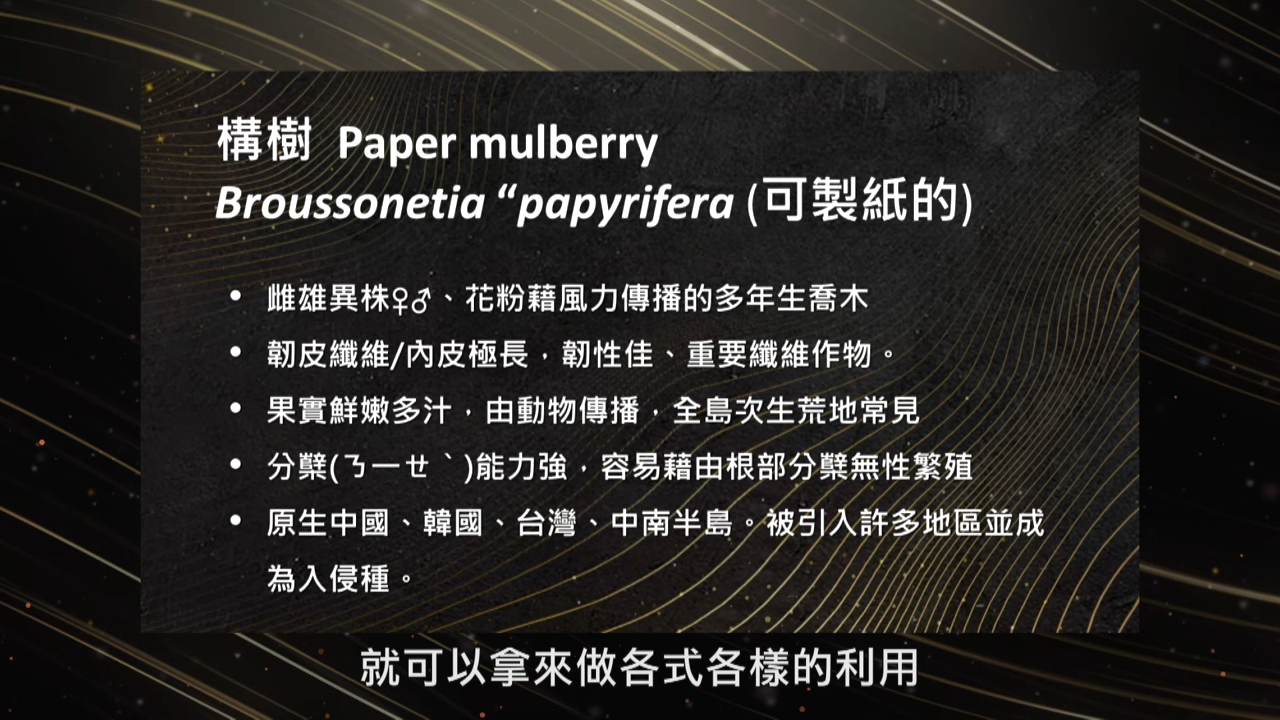 構樹 Paper mulberry
Broussonetia “papyrifera (可製紙的)
• 雌雄異株♀♂、花粉藉風力傳播的多年生喬木
• 韌皮纖維/內皮極長，韌性佳、重要纖維作物。
• 果實鮮嫩多汁，由動物傳播，全島次生荒地常見
• 分櫱(ㄋㄧㄝˋ)能力強，容易藉由根部分櫱無性繁殖
• 原生中國、韓國、台灣、中南半島。被引入許多地區並成
為入侵種。
就可以拿來做各式各樣的利用